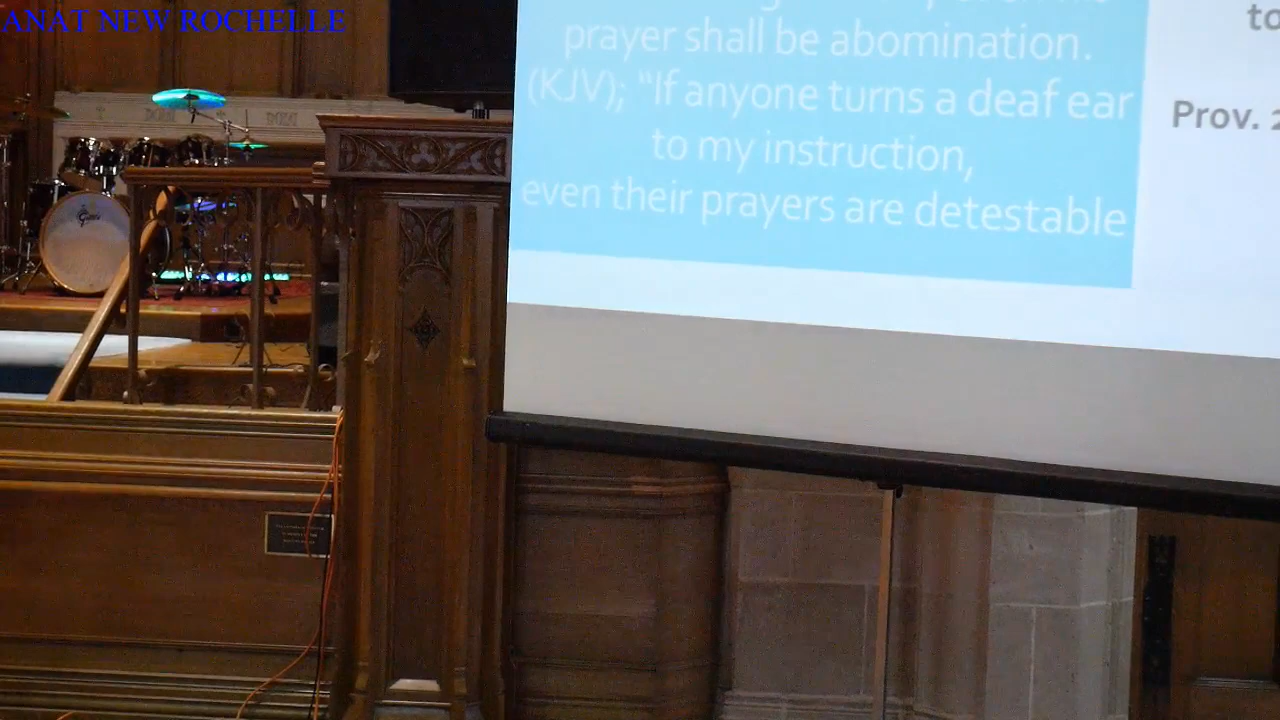 ANAT NEW ROCHELLE
prayer shall be abomination.
(KJV); “If anyone turns a deaf ear
to my instruction,
even their prayers are detestable
to
Prov.